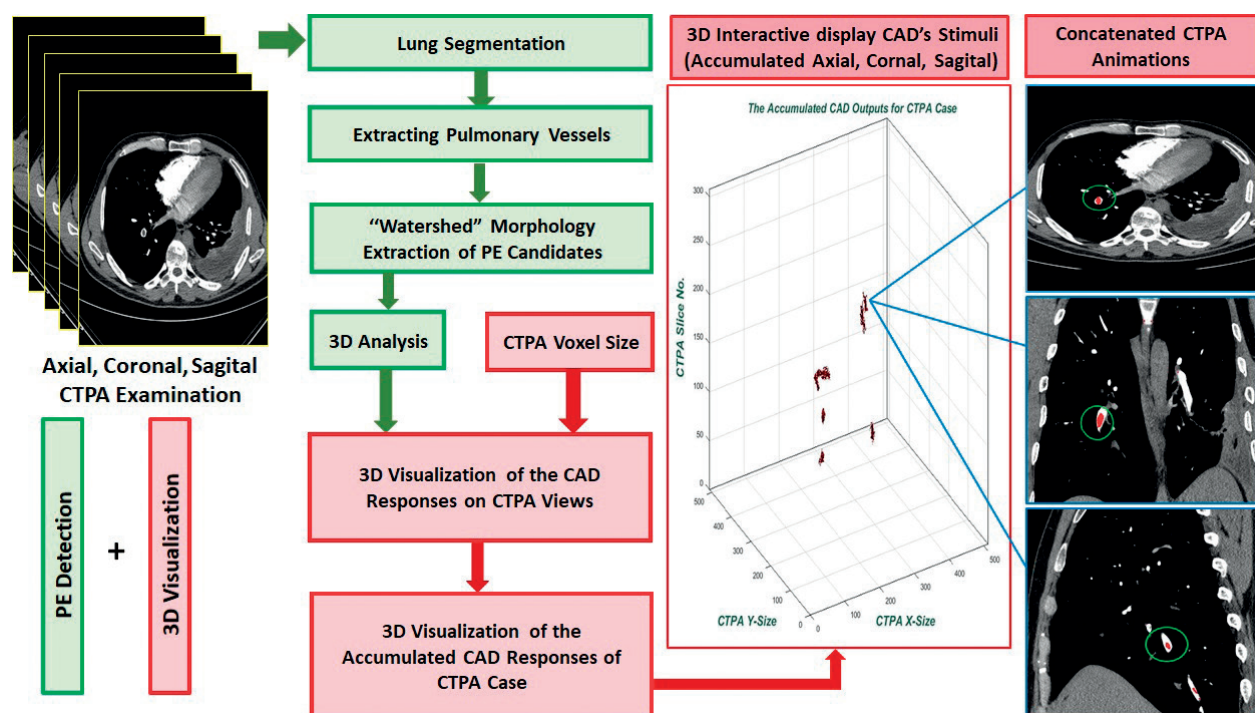 Axial, Coronal, Sagital
CTPA Examination
PE Detection
+
3D Visualization
Lung Segmentation
Extracting Pulmonary Vessels
“Watershed” Morphology
Extraction of PE Candidates
3D Analysis
CTPA Voxel Size
3D Visualization of the CAD
Responses on CTPA Views
3D Visualization of the
Accumulated CAD Responses of
CTPA Case
3D Interactive display CAD’s Stimuli
(Accumulated Axial, Cornal, Sagital)
The Accumulated CAD Outputs for CTPA Case
CTPA Slice No.
300
250
200
150
100
50
0
500
400
300
200
100
0
CTPA Y-Size
0
100
200
300
400
500
CTPA X-Size
Concatenated CTPA
Animations